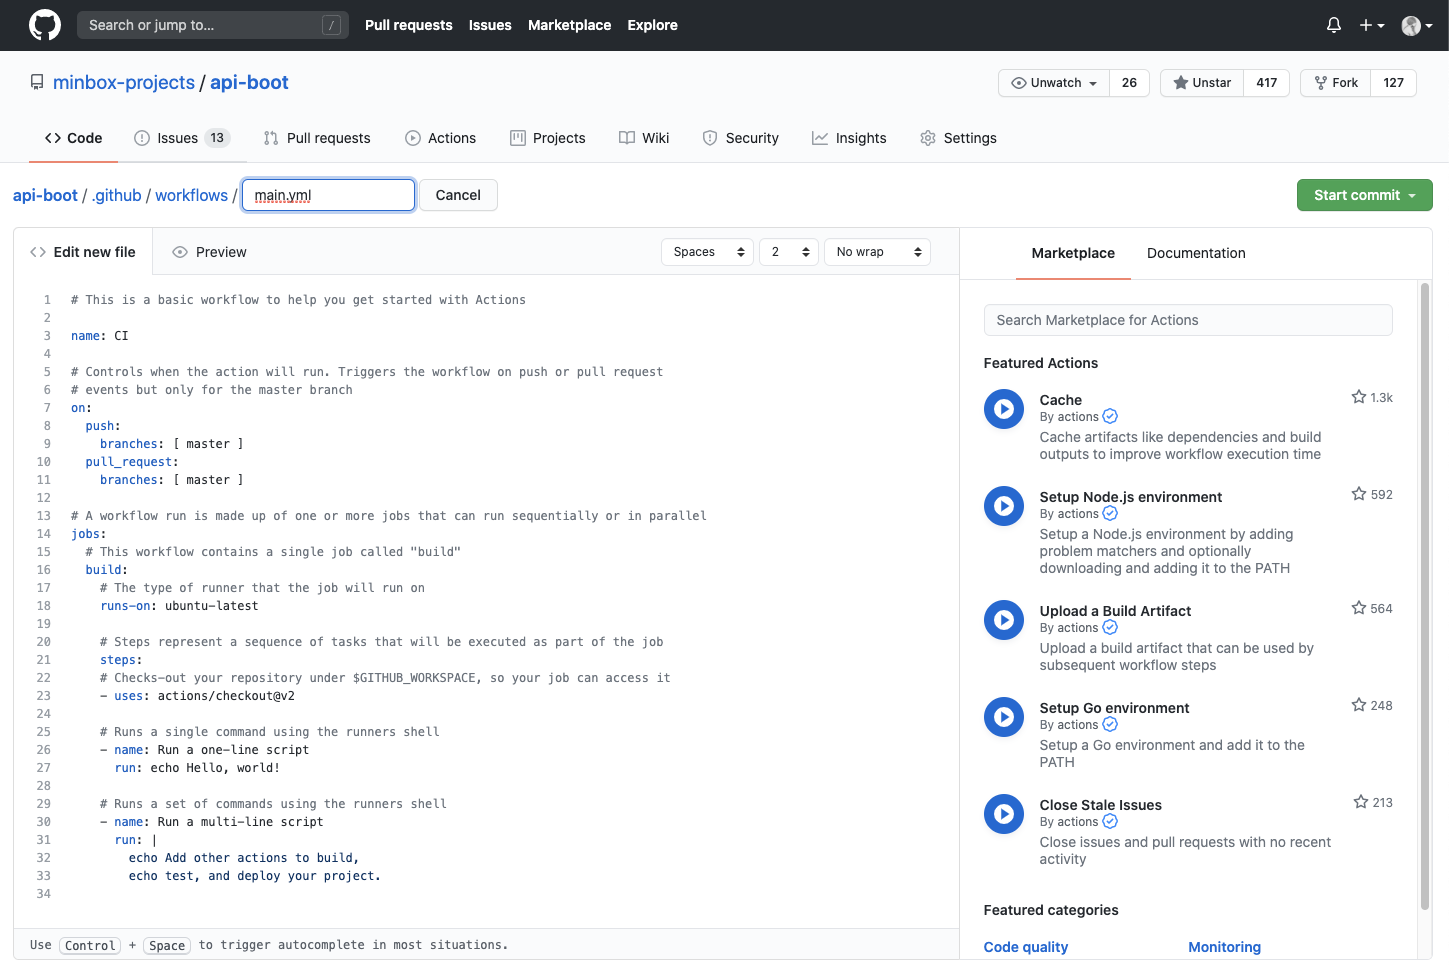 Search or jump to... /
Pull requests Issues Marketplace Explore
minbox-projects / api-boot
Unwatch 26 Unstar 417 Fork 127
Code Issues 13 Pull requests Actions Projects Wiki Security Insights Settings
api-boot / .github / workflows / main.yml Cancel Start commit
Edit new file Preview Spaces 2 No wrap
1 # This is a basic workflow to help you get started with Actions
2
3 name: CI
4
5 # Controls when the action will run. Triggers the workflow on push or pull request
6 # events but only for the master branch
7 on:
8 push:
9 branches: [ master ]
10 pull_request:
11 branches: [ master ]
12
13 # A workflow run is made up of one or more jobs that can run sequentially or in parallel
14 jobs:
15 # This workflow contains a single job called "build"
16 build:
17 # The type of runner that the job will run on
18 runs-on: ubuntu-latest
19
20 # Steps represent a sequence of tasks that will be executed as part of the job
21 steps:
22 # Checks-out your repository under $GITHUB_WORKSPACE, so your job can access it
23 - uses: actions/checkout@v2
24
25 # Runs a single command using the runners shell
26 - name: Run a one-line script
27 run: echo Hello, world!
28
29 # Runs a set of commands using the runners shell
30 - name: Run a multi-line script
31 run: |
32 echo Add other actions to build,
33 echo test, and deploy your project.
34
Use Control + Space to trigger autocomplete in most situations.
Marketplace Documentation
Search Marketplace for Actions
Featured Actions
Cache 1.3k
By actions
Cache artifacts like dependencies and build
outputs to improve workflow execution time
Setup Node.js environment 592
By actions
Setup a Node.js environment by adding
problem matchers and optionally
downloading and adding it to the PATH
Upload a Build Artifact 564
By actions
Upload a build artifact that can be used by
subsequent workflow steps
Setup Go environment 248
By actions
Setup a Go environment and add it to the
PATH
Close Stale Issues 213
By actions
Close issues and pull requests with no recent
activity
Featured categories
Code quality Monitoring